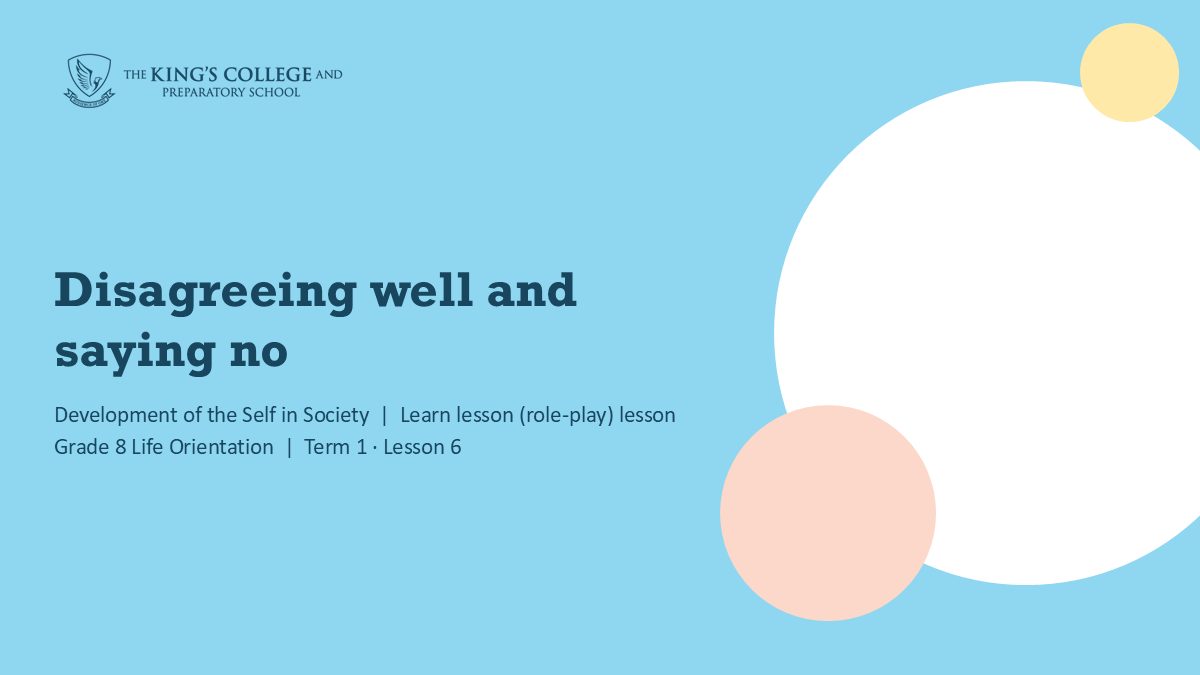 THE KING'S COLLEGE AND
PREPARATORY SCHOOL
Disagreeing well and
saying no
Development of the Self in Society | Learn lesson (role-play) lesson
Grade 8 Life Orientation | Term 1 · Lesson 6